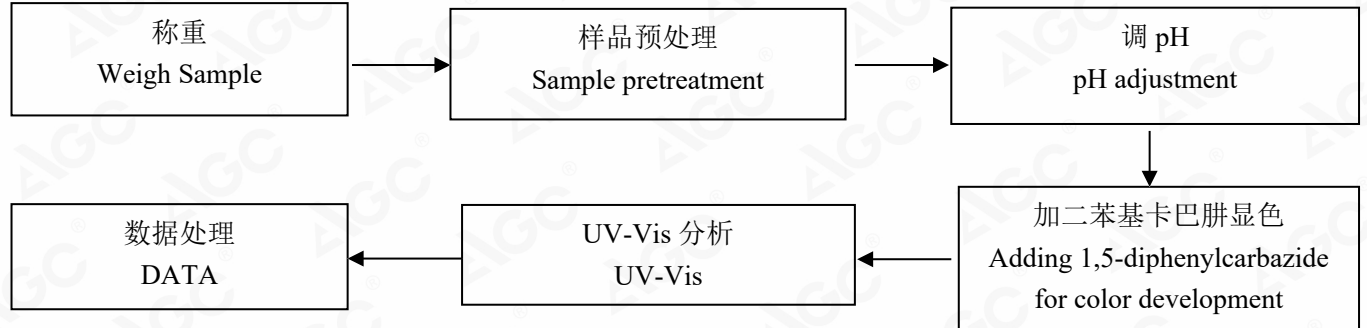 称重
Weigh Sample
样品预处理
Sample pretreatment
调 pH
pH adjustment
加二苯基卡巴肼显色
Adding 1,5-diphenylcarbazide
for color development
UV-Vis 分析
UV-Vis
数据处理
DATA